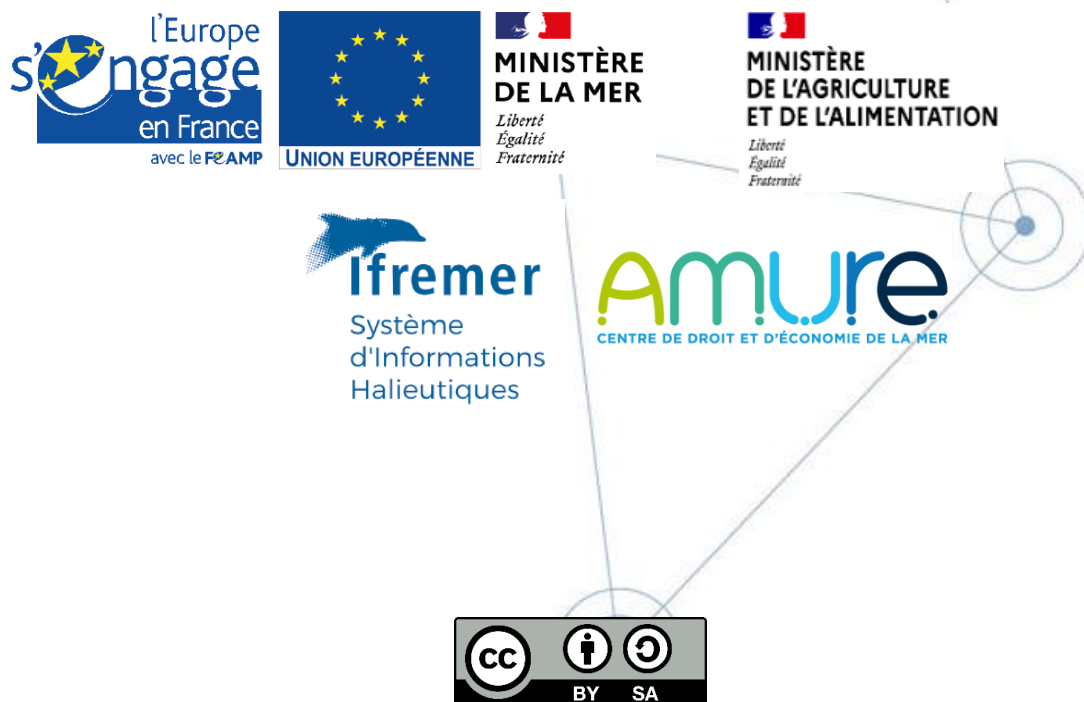 l'Europe
s'engage
en France
avec le FEAMP
UNION EUROPÉENNE
MINISTÈRE
DE LA MER
Liberté
Égalité
Fraternité
MINISTÈRE
DE L'AGRICULTURE
ET DE L'ALIMENTATION
Liberté
Égalité
Fraternité
Ifremer
Système
d'Informations
Halieutiques
Amure
CENTRE DE DROIT ET D'ÉCONOMIE DE LA MER
cc
BY SA